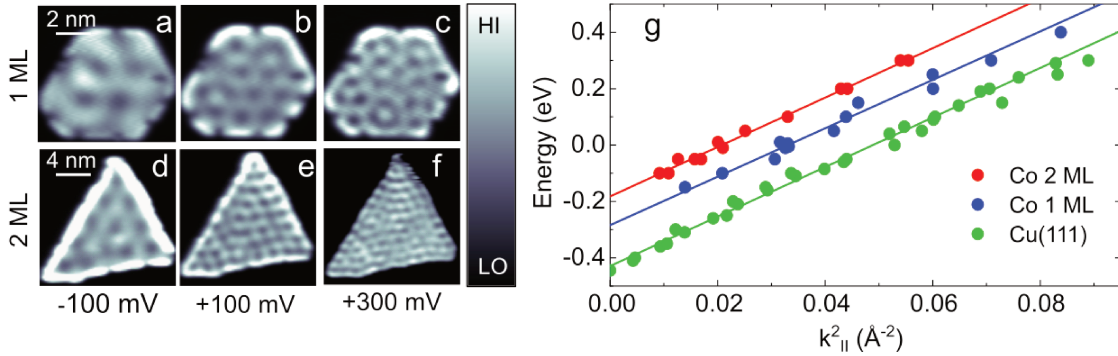 2 nm
a
b
c
1 ML
4 nm
d
e
f
2 ML
-100 mV
+100 mV
+300 mV
HI
LO
g
Energy (eV)
0.4
0.2
0.0
-0.2
-0.4
Co 2 ML
Co 1 ML
Cu(111)
0.00
0.02
0.04
0.06
0.08
k²|| (Å⁻²)